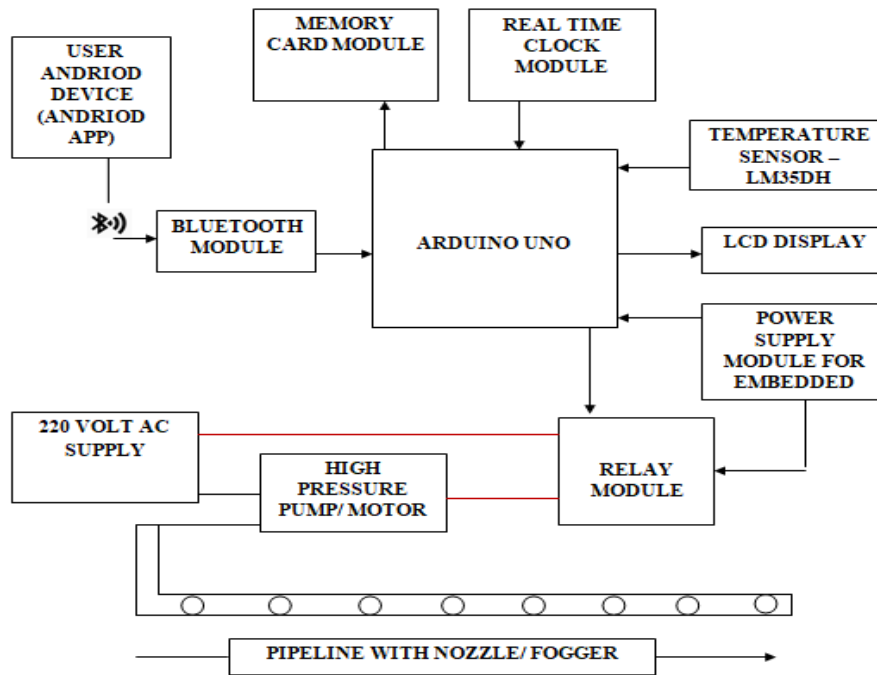 USER
ANDRIOD
DEVICE
(ANDRIOD
APP)
MEMORY
CARD MODULE
REAL TIME
CLOCK
MODULE
TEMPERATURE
SENSOR –
LM35DH
BLUETOOTH
MODULE
ARDUINO UNO
LCD DISPLAY
POWER
SUPPLY
MODULE FOR
EMBEDDED
220 VOLT AC
SUPPLY
HIGH
PRESSURE
PUMP/ MOTOR
RELAY
MODULE
PIPELINE WITH NOZZLE/ FOGGER